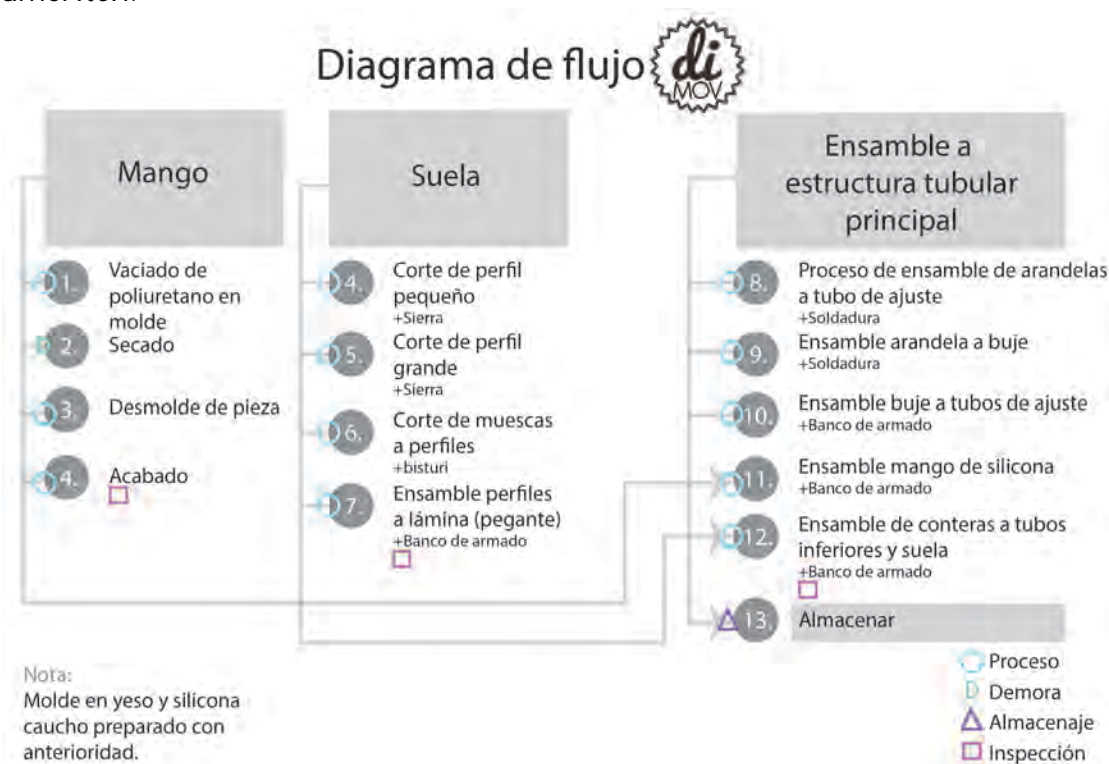 Diagrama de flujo
di
MOV
Mango
1.
Vaciado de
poliuretano en
molde
2.
Secado
3.
Desmolde de pieza
4.
Acabado
Suela
4.
Corte de perfil
pequeño
+Sierra
5.
Corte de perfil
grande
+Sierra
6.
Corte de muescas
a perfiles
+bisturi
7.
Ensamble perfiles
a lámina (pegante)
+Banco de armado
Ensamble a
estructura tubular
principal
8.
Proceso de ensamble de arandelas
a tubo de ajuste
+Soldadura
9.
Ensamble arandela a buje
+Soldadura
10.
Ensamble buje a tubos de ajuste
+Banco de armado
11.
Ensamble mango de silicona
+Banco de armado
12.
Ensamble de conteras a tubos
inferiores y suela
+Banco de armado
13.
Almacenar
Nota:
Molde en yeso y silicona
caucho preparado con
anterioridad.
Proceso
D Demora
Almacenaje
Inspección